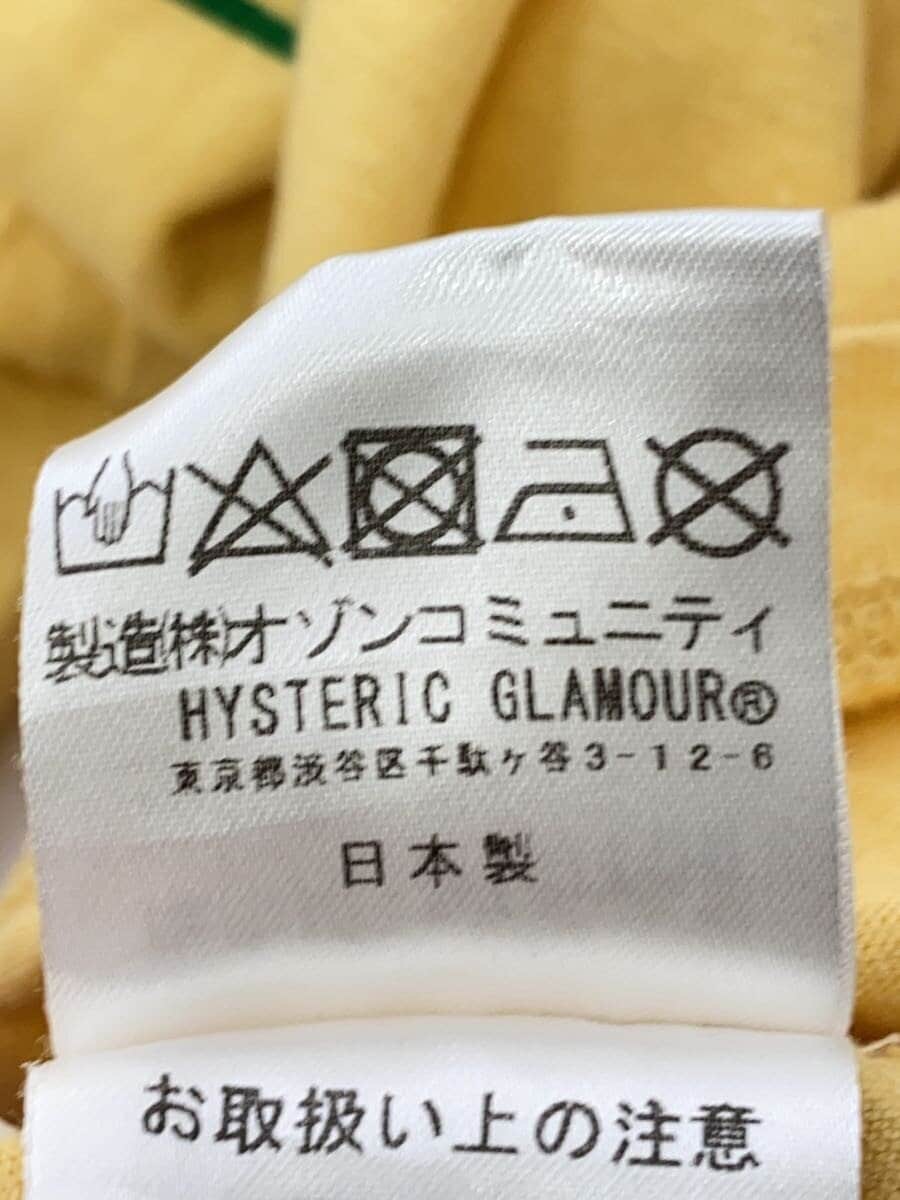 製造(株)オゾンコミュニティ
HYSTERIC GLAMOUR®
東京都渋谷区千駄ヶ谷3-12-6
日本製
お取扱い上の注意